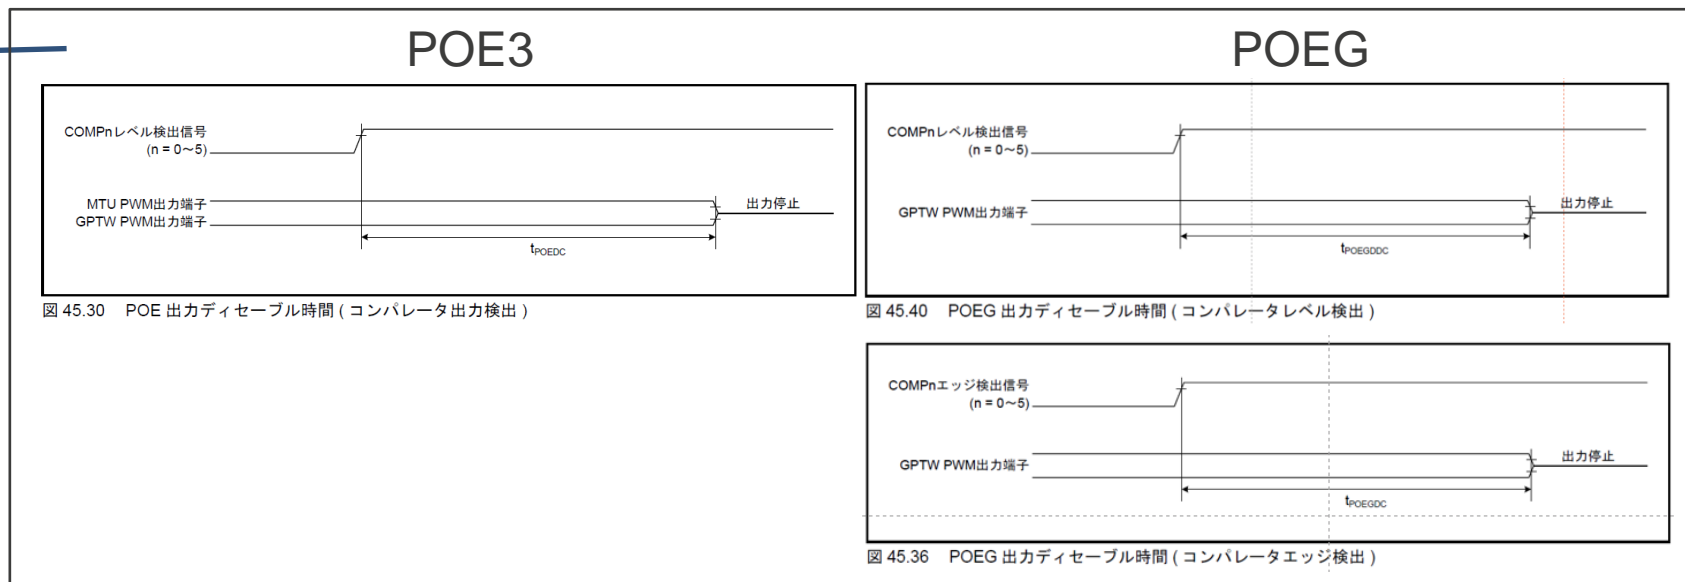 POE3
COMPnレベル検出信号
(n = 0～5)
MTU PWM出力端子
GPTW PWM出力端子
出力停止
tPOEDC
図 45.30 POE 出力ディセーブル時間 ( コンパレータ出力検出 )
POEG
COMPnレベル検出信号
(n = 0～5)
GPTW PWM出力端子
出力停止
tPOEGDDC
図 45.40 POEG 出力ディセーブル時間 ( コンパレータレベル検出 )
COMPnエッジ検出信号
(n = 0～5)
GPTW PWM出力端子
出力停止
tPOEGDC
図 45.36 POEG 出力ディセーブル時間 ( コンパレータエッジ検出 )